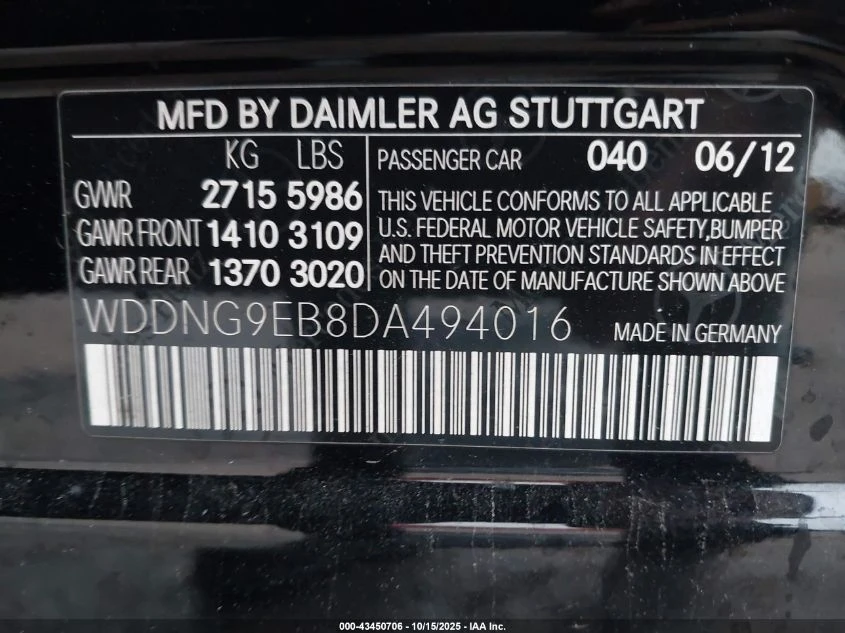 MFD BY DAIMLER AG STUTTGART
KG LBS
GVWR 2715 5986
GAWR FRONT 1410 3109
GAWR REAR 1370 3020
PASSENGER CAR 040 06/12
THIS VEHICLE CONFORMS TO ALL APPLICABLE
U.S. FEDERAL MOTOR VEHICLE SAFETY,BUMPER
AND THEFT PREVENTION STANDARDS IN EFFECT
ON THE DATE OF MANUFACTURE SHOWN ABOVE
WDDNG9EB8DA494016 MADE IN GERMANY
000-43450706 - 10/15/2025 - IAA Inc.